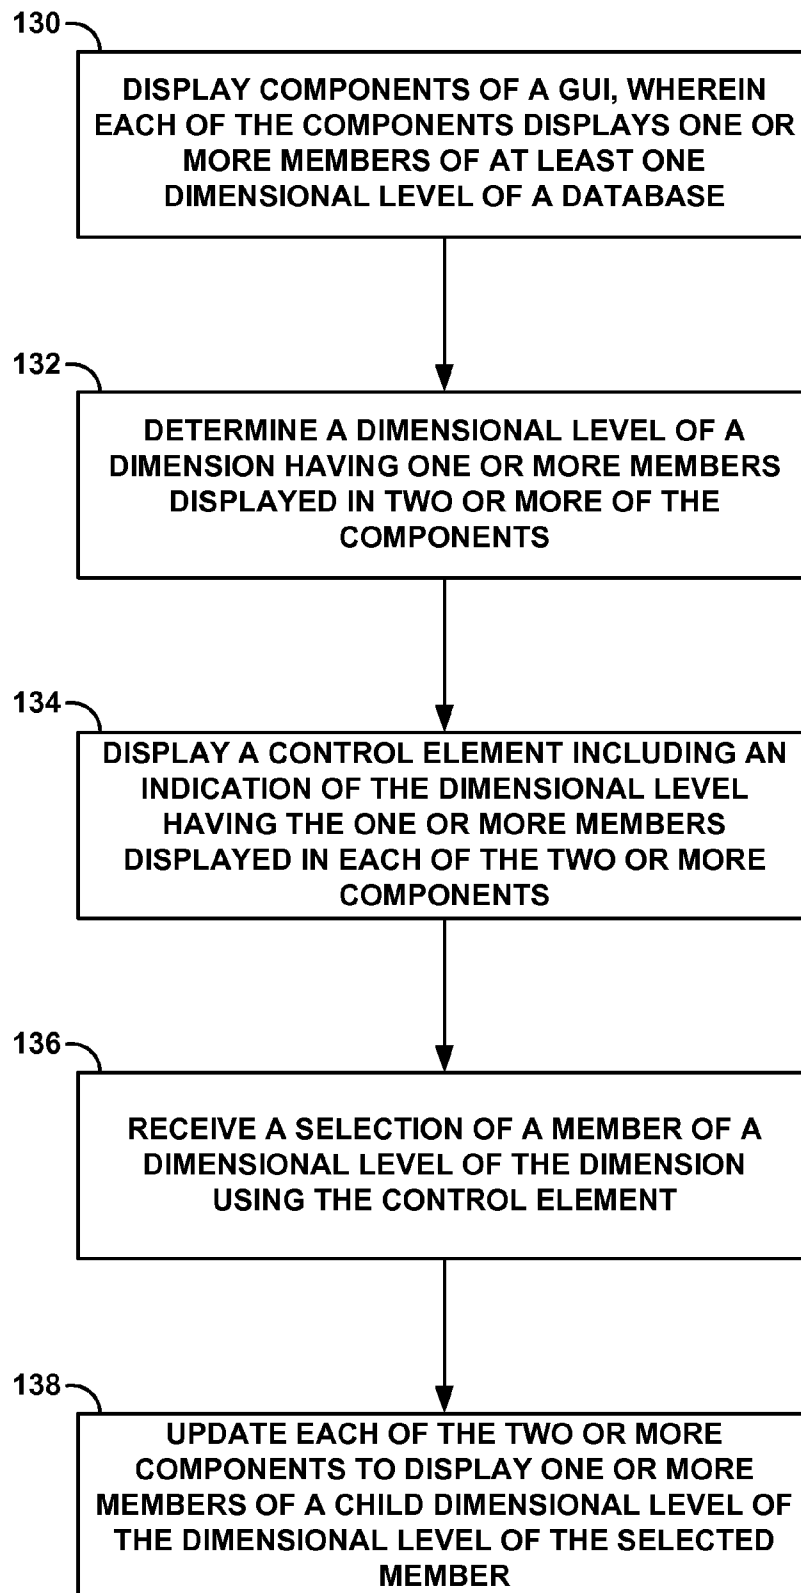 130
DISPLAY COMPONENTS OF A GUI, WHEREIN
EACH OF THE COMPONENTS DISPLAYS ONE OR
MORE MEMBERS OF AT LEAST ONE
DIMENSIONAL LEVEL OF A DATABASE
132
DETERMINE A DIMENSIONAL LEVEL OF A
DIMENSION HAVING ONE OR MORE MEMBERS
DISPLAYED IN TWO OR MORE OF THE
COMPONENTS
134
DISPLAY A CONTROL ELEMENT INCLUDING AN
INDICATION OF THE DIMENSIONAL LEVEL
HAVING THE ONE OR MORE MEMBERS
DISPLAYED IN EACH OF THE TWO OR MORE
COMPONENTS
136
RECEIVE A SELECTION OF A MEMBER OF A
DIMENSIONAL LEVEL OF THE DIMENSION
USING THE CONTROL ELEMENT
138
UPDATE EACH OF THE TWO OR MORE
COMPONENTS TO DISPLAY ONE OR MORE
MEMBERS OF A CHILD DIMENSIONAL LEVEL OF
THE DIMENSIONAL LEVEL OF THE SELECTED
MEMBER